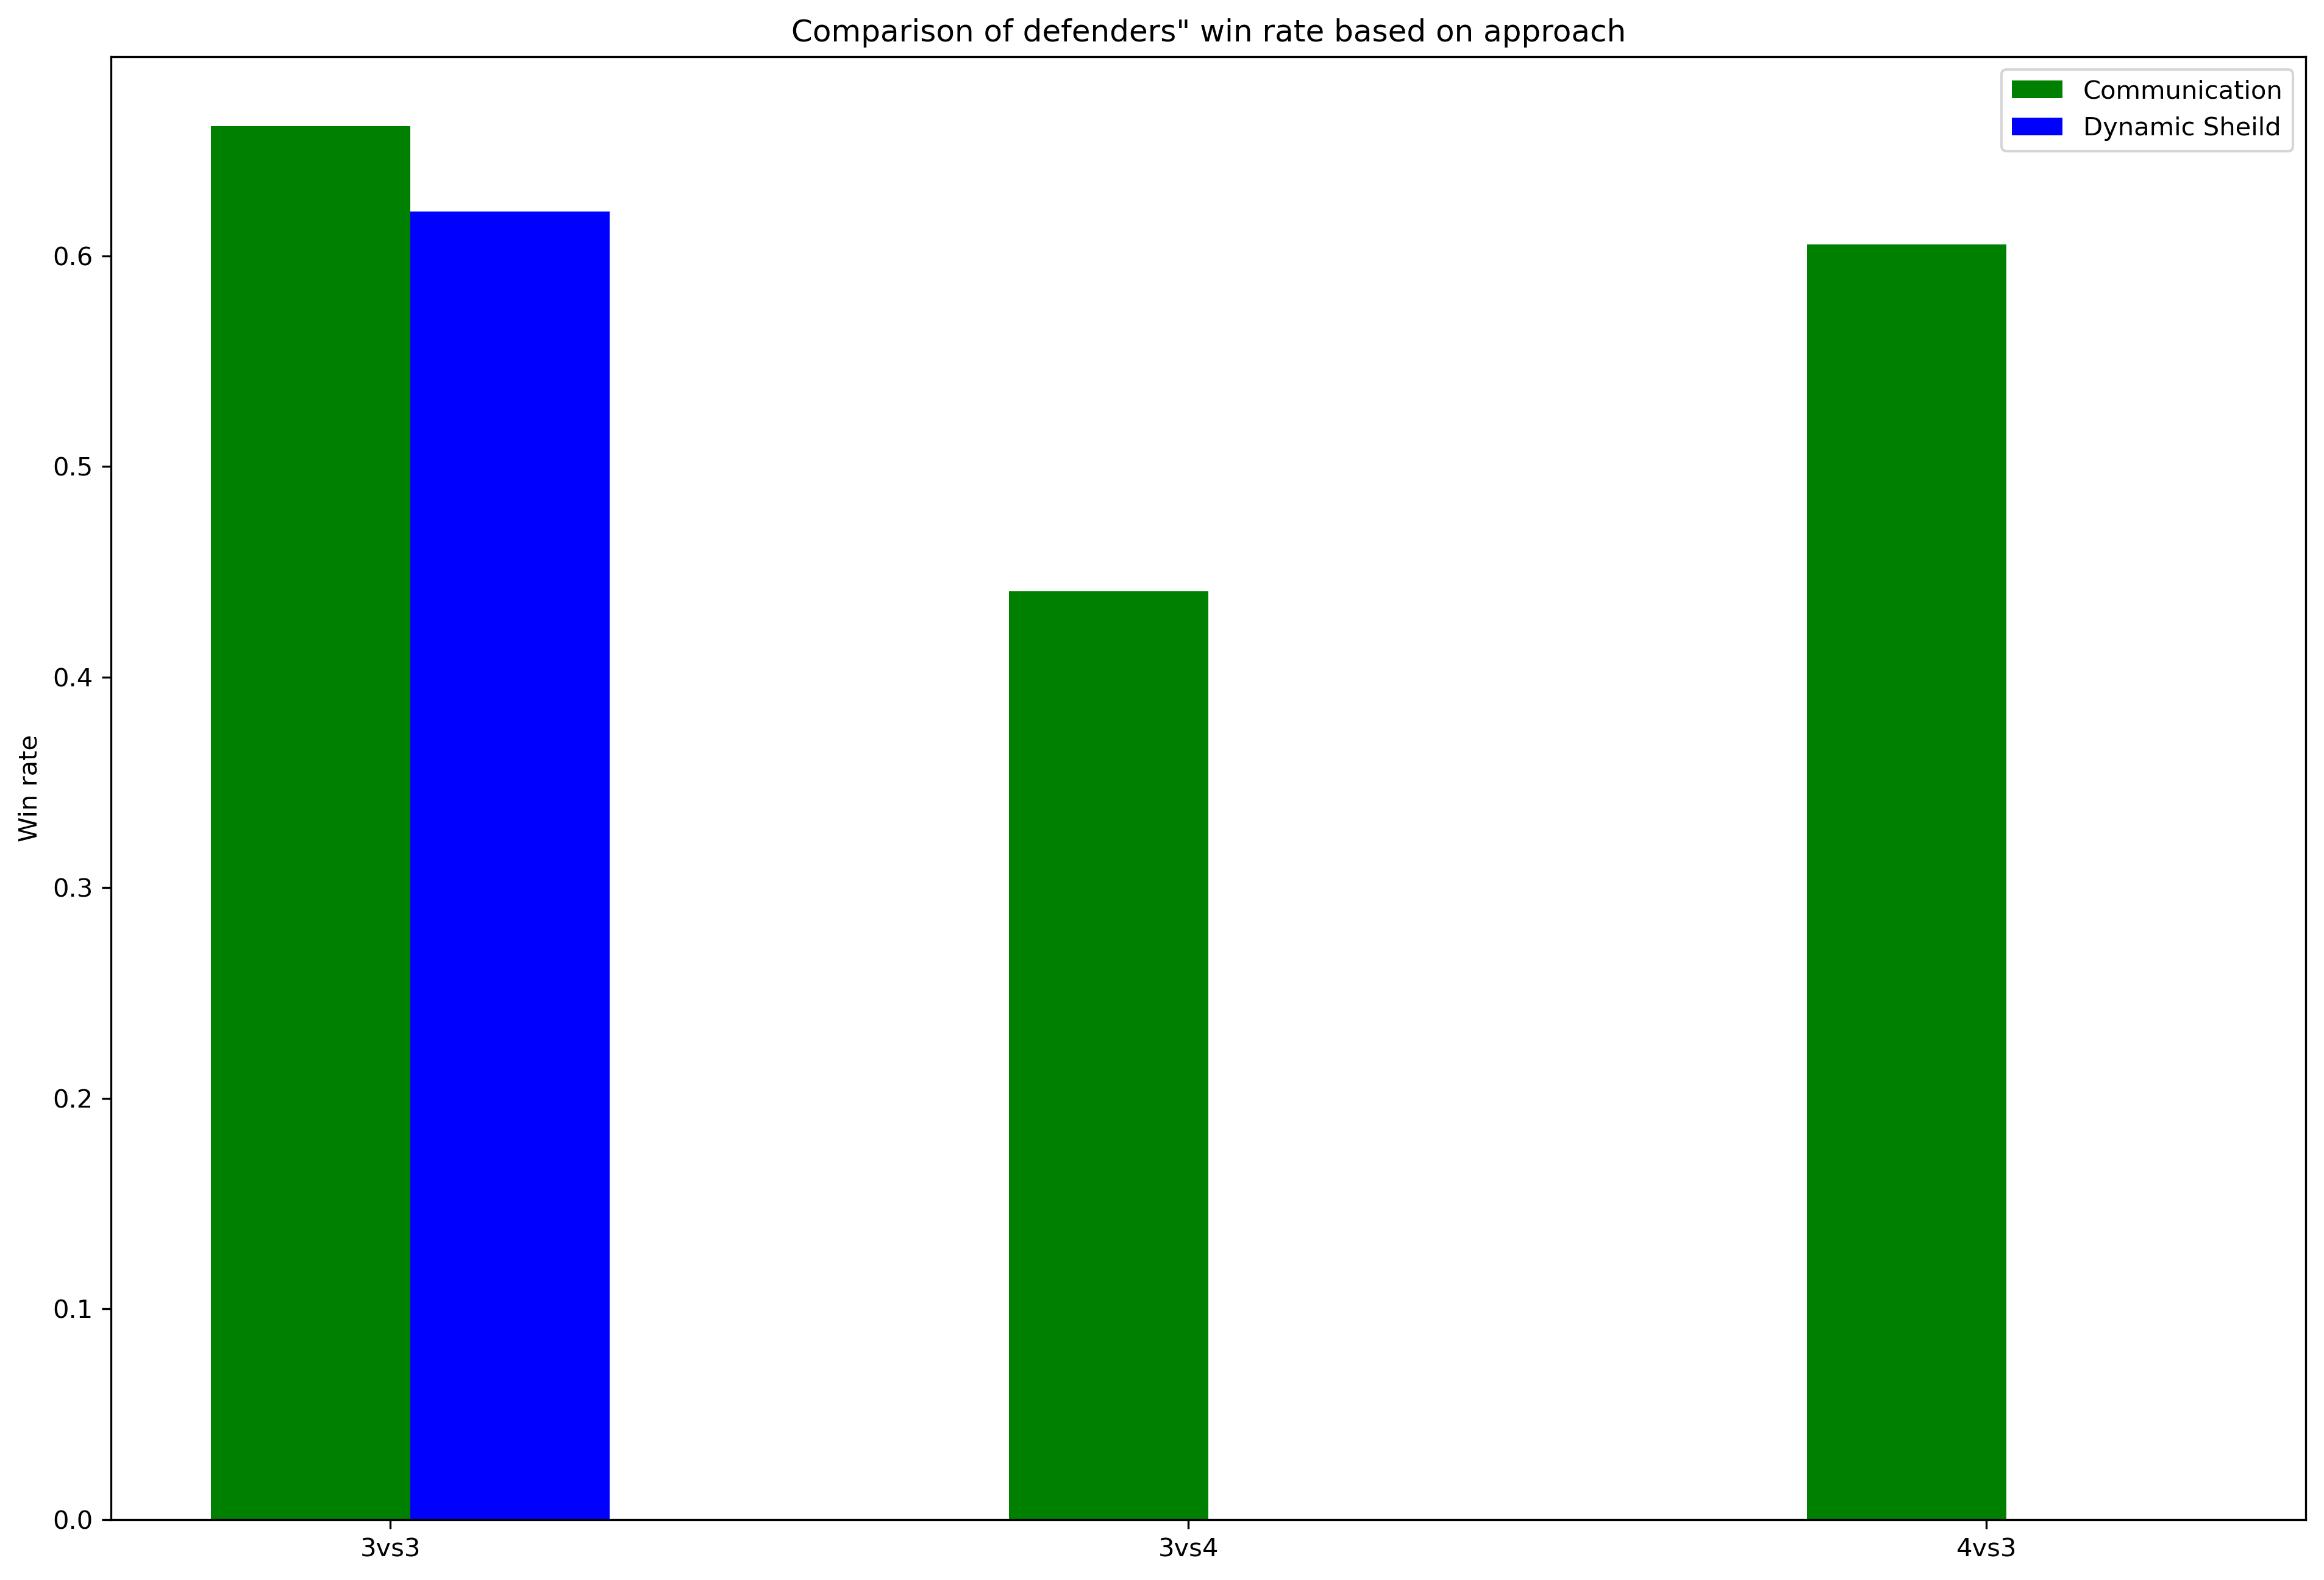 Comparison of defenders" win rate based on approach
Communication
Dynamic Sheild
Win rate
0.6
0.5
0.4
0.3
0.2
0.1
0.0
3vs3
3vs4
4vs3